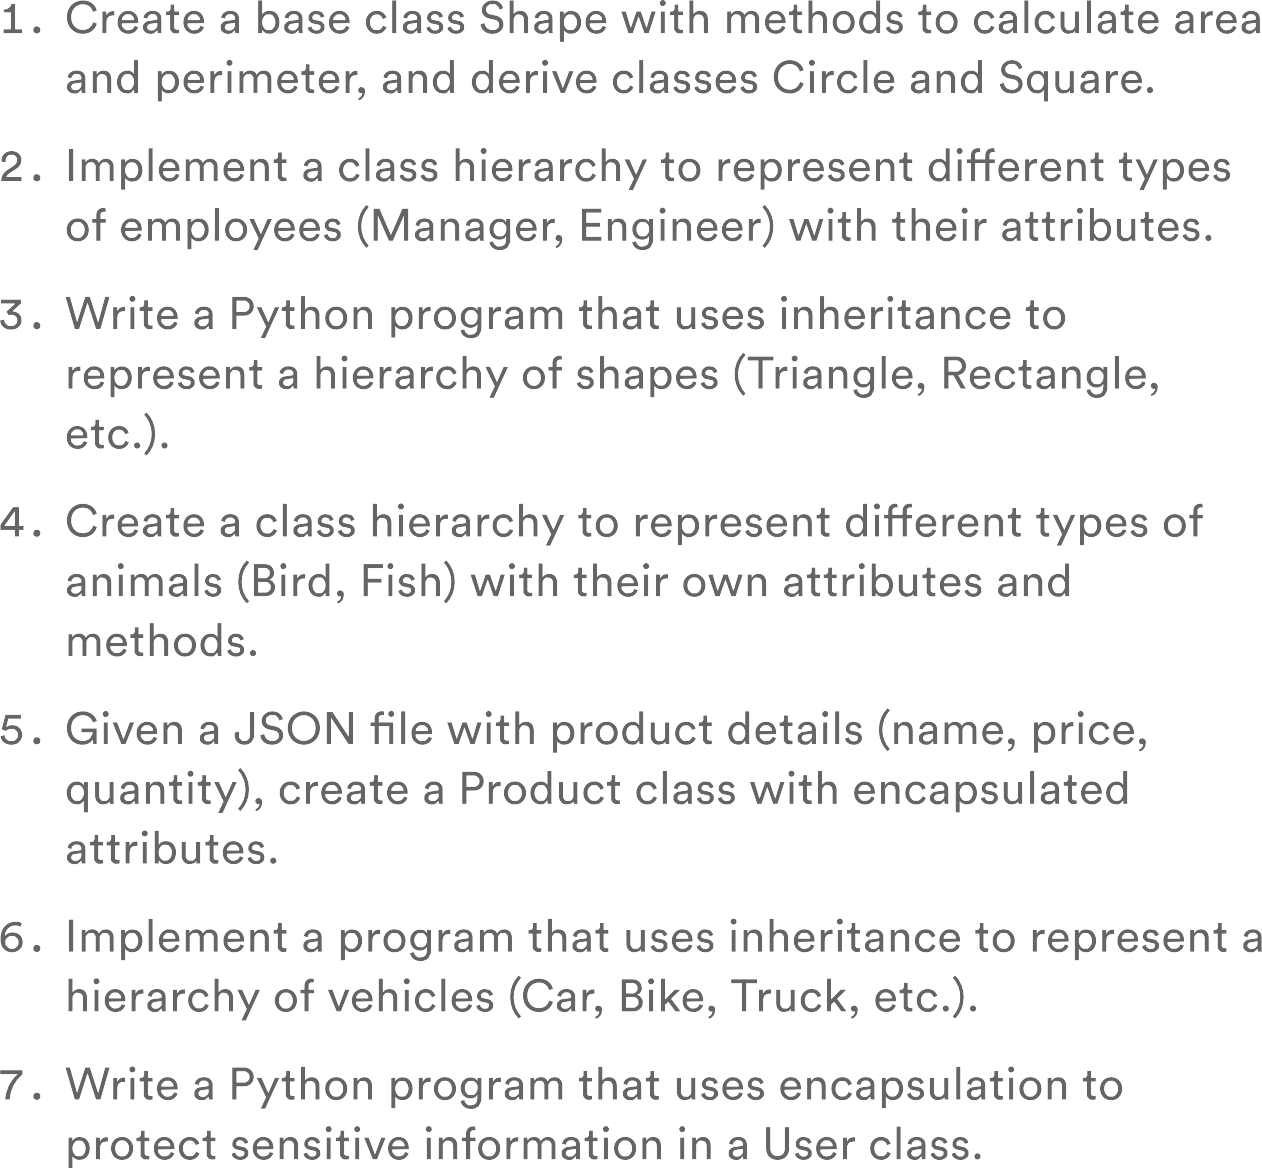 1. Create a base class Shape with methods to calculate area
and perimeter, and derive classes Circle and Square.
2. Implement a class hierarchy to represent different types
of employees (Manager, Engineer) with their attributes.
3. Write a Python program that uses inheritance to
represent a hierarchy of shapes (Triangle, Rectangle,
etc.).
4. Create a class hierarchy to represent different types of
animals (Bird, Fish) with their own attributes and
methods.
5. Given a JSON file with product details (name, price,
quantity), create a Product class with encapsulated
attributes.
6. Implement a program that uses inheritance to represent a
hierarchy of vehicles (Car, Bike, Truck, etc.).
7. Write a Python program that uses encapsulation to
protect sensitive information in a User class.